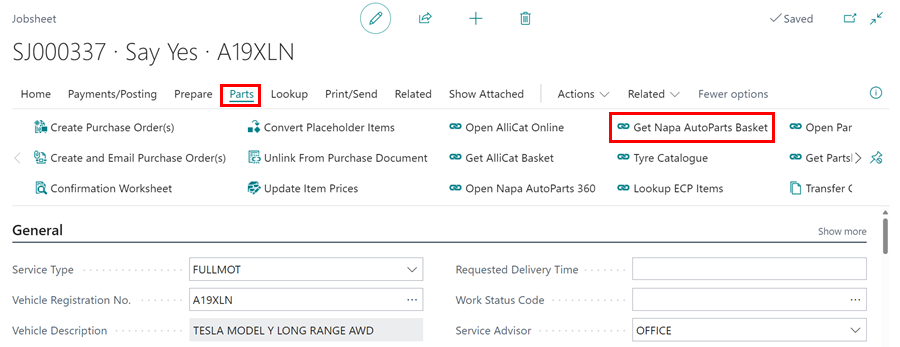 Jobsheet
Saved
SJ000337 · Say Yes · A19XLN
Home Payments/Posting Prepare Parts Lookup Print/Send Related Show Attached Actions Related Fewer options
Create Purchase Order(s) Convert Placeholder Items Open AlliCat Online Get Napa AutoParts Basket Open Par
Create and Email Purchase Order(s) Unlink From Purchase Document Get AlliCat Basket Tyre Catalogue Get Parts
Confirmation Worksheet Update Item Prices Open Napa AutoParts 360 Lookup ECP Items Transfer
General Show more
Service Type FULLMOT Requested Delivery Time
Vehicle Registration No. A19XLN Work Status Code
Vehicle Description TESLA MODEL Y LONG RANGE AWD Service Advisor OFFICE